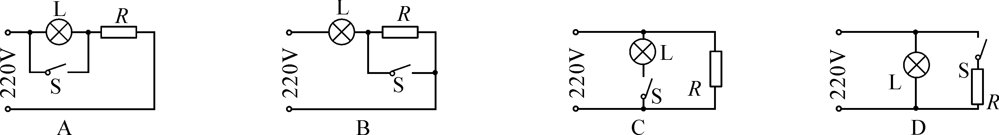 L R 220V S A
L R 220V S B
220V L S R C
220V L S R D